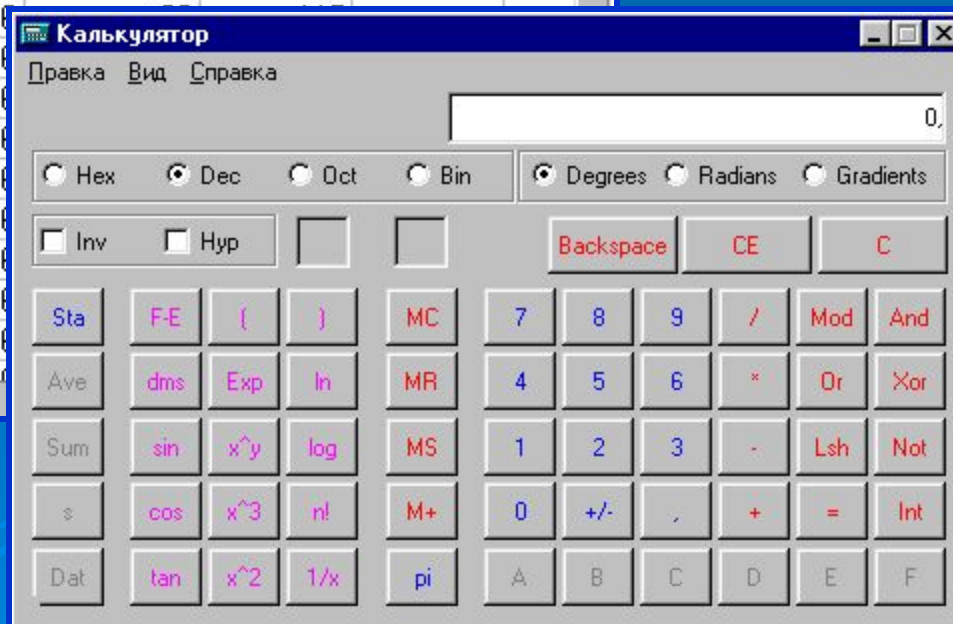 Калькулятор
Правка Вид Справка
0,
Hex Dec Oct Bin Degrees Radians Gradients
Inv Hyp Backspace CE C
Sta F-E ( ) MC 7 8 9 / Mod And
Ave dms Exp ln MR 4 5 6 * Or Xor
Sum sin x^y log MS 1 2 3 - Lsh Not
s cos x^3 n! M+ 0 +/- , + = Int
Dat tan x^2 1/x pi A B C D E F